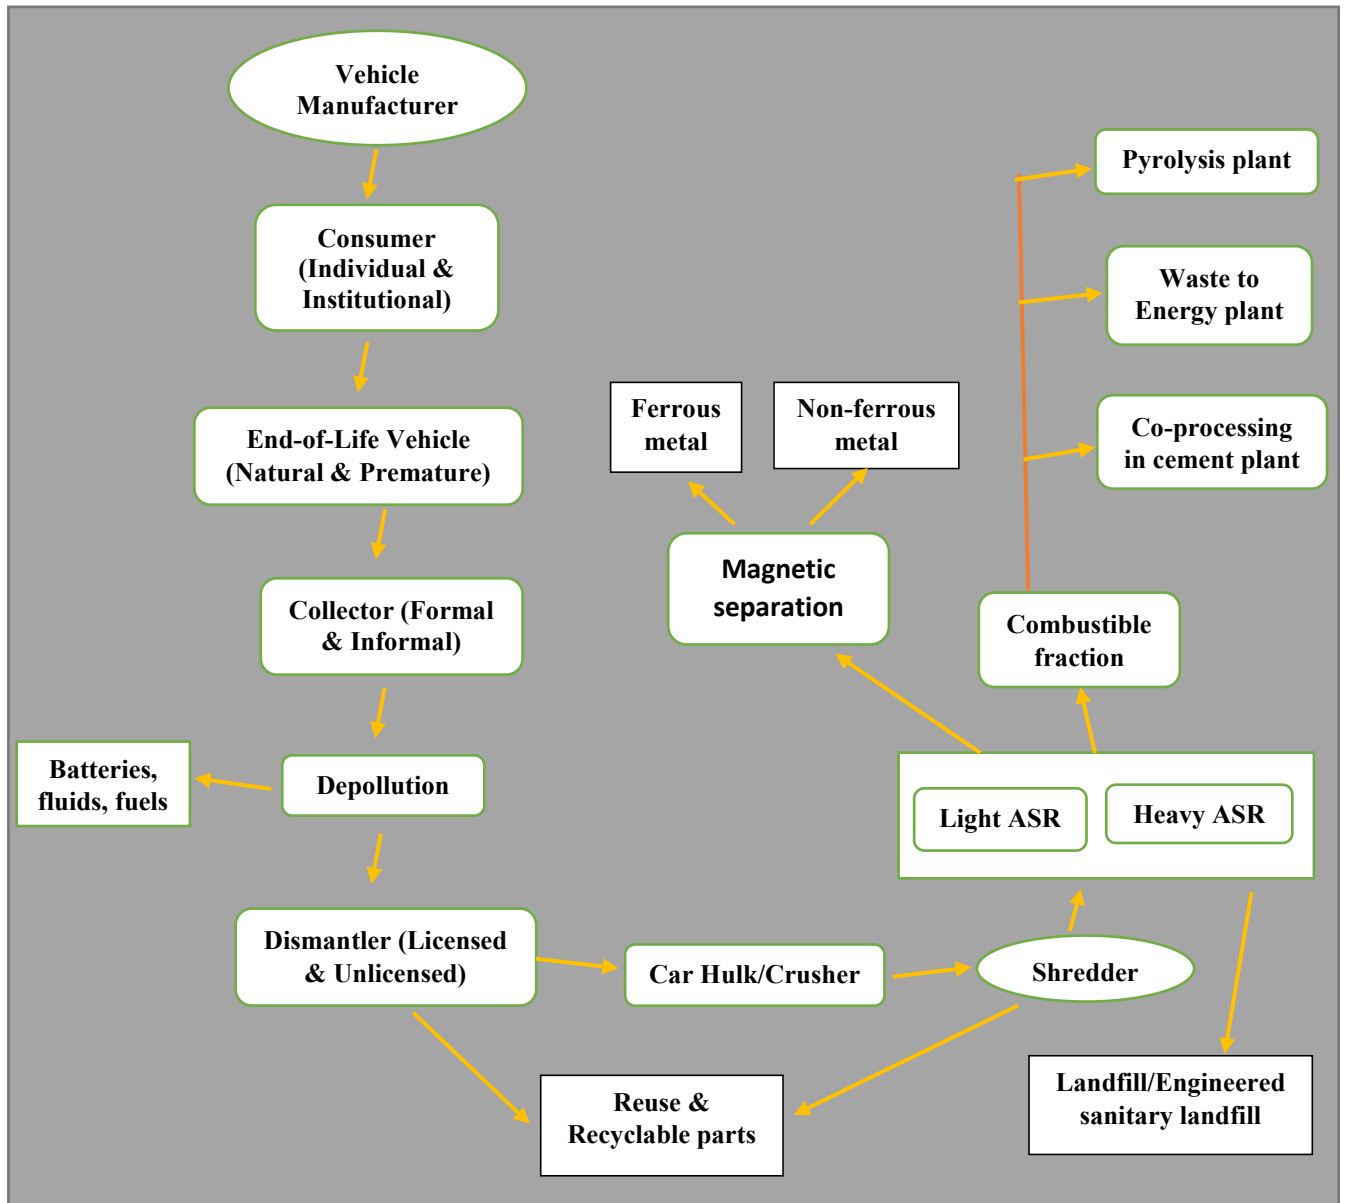 Vehicle
Manufacturer
Consumer
(Individual &
Institutional)
End-of-Life Vehicle
(Natural & Premature)
Collector (Formal
& Informal)
Depollution
Batteries,
fluids, fuels
Dismantler (Licensed
& Unlicensed)
Car Hulk/Crusher
Shredder
Reuse &
Recyclable parts
Light ASR
Heavy ASR
Landfill/Engineered
sanitary landfill
Magnetic
separation
Ferrous
metal
Non-ferrous
metal
Combustible
fraction
Pyrolysis plant
Waste to
Energy plant
Co-processing
in cement plant